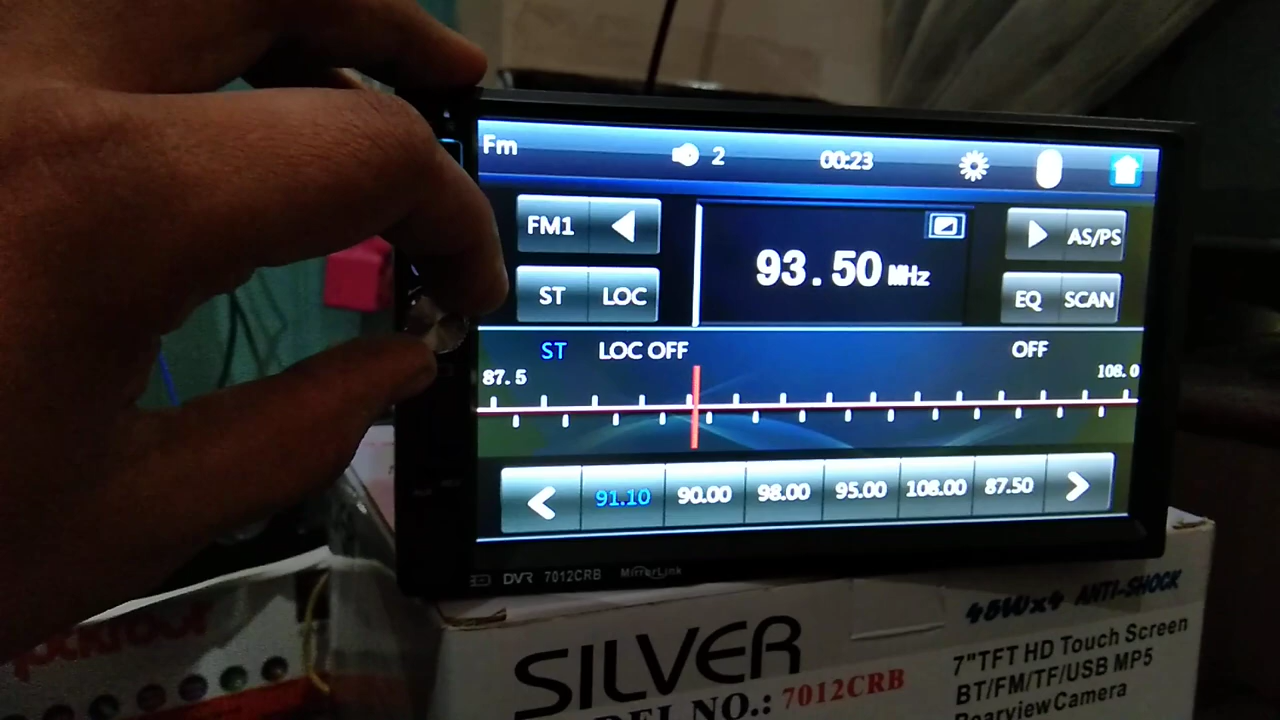 Fm 2 00:23
FM1
93.50 MHz
AS/PS
ST LOC
EQ SCAN
ST LOC OFF OFF
87.5 108.0
91.10 90.00 98.00 95.00 108.00 87.50
DVR 7012CRB MirrorLink
SILVER
NO.: 7012CRB
45Wx4 ANTI-SHOCK
7"TFT HD Touch Screen
BT/FM/TF/USB MP5
RearviewCamera